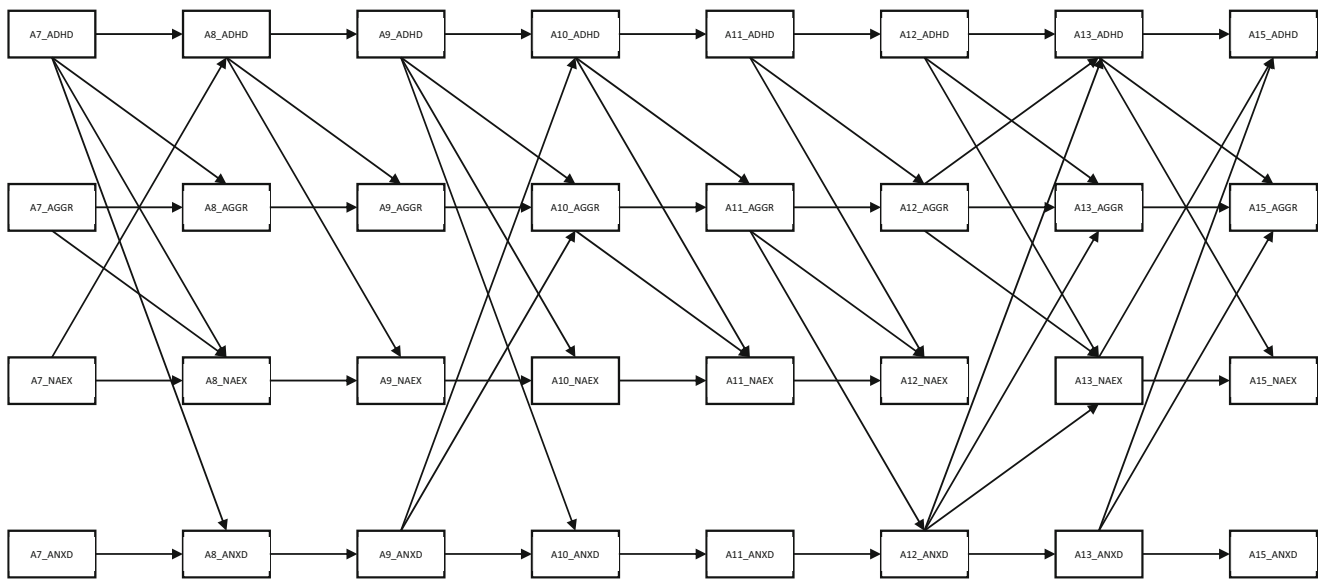 A7_ADHD A8_ADHD A9_ADHD A10_ADHD A11_ADHD A12_ADHD A13_ADHD A15_ADHD
A7_AGGR A8_AGGR A9_AGGR A10_AGGR A11_AGGR A12_AGGR A13_AGGR A15_AGGR
A7_NAEX A8_NAEX A9_NAEX A10_NAEX A11_NAEX A12_NAEX A13_NAEX A15_NAEX
A7_ANXD A8_ANXD A9_ANXD A10_ANXD A11_ANXD A12_ANXD A13_ANXD A15_ANXD